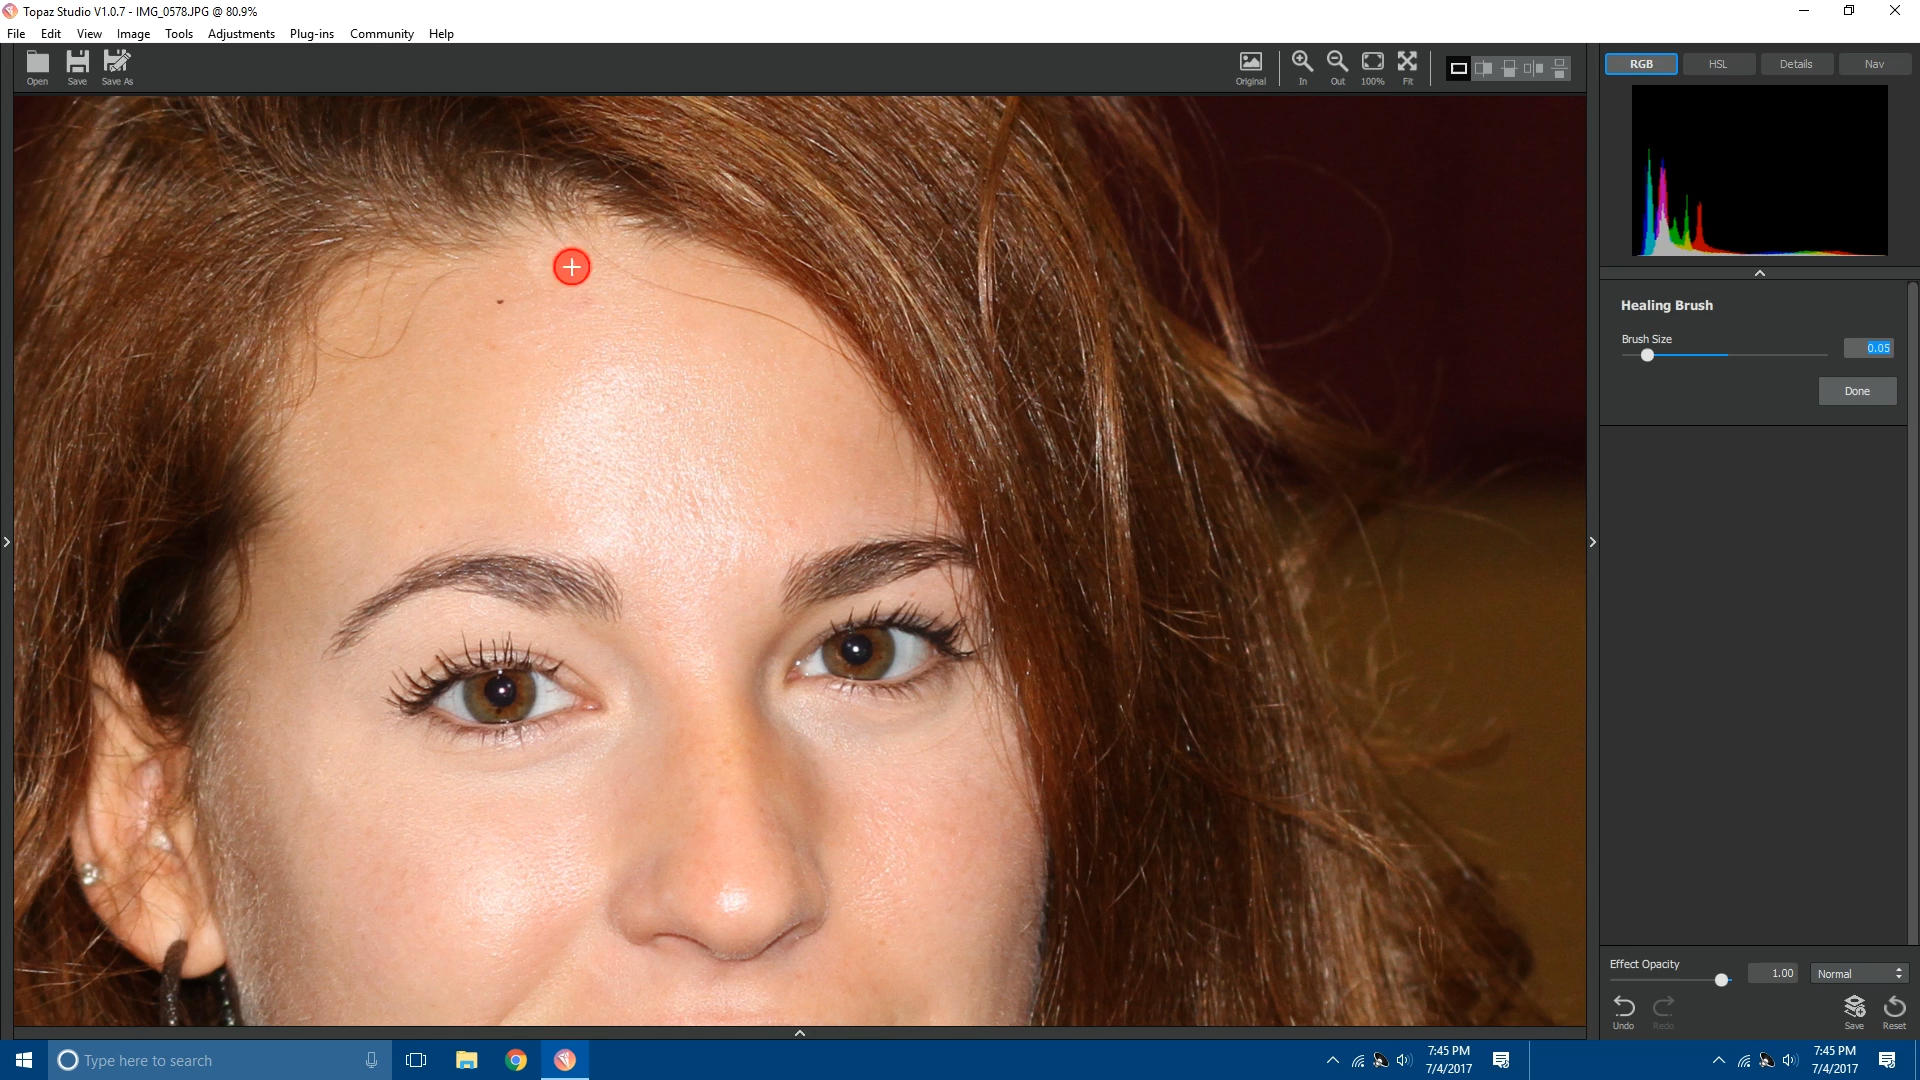 Topaz Studio V1.0.7 - IMG_0578.JPG @ 80.9%
File Edit View Image Tools Adjustments Plug-ins Community Help
Open Save Save As Original In Out 100% Fit
RGB HSL Details Nav
Healing Brush
Brush Size
0.05
Done
Effect Opacity
1.00 Normal
Undo Redo Save Reset
Type here to search
7:45 PM
7/4/2017
7:45 PM
7/4/2017